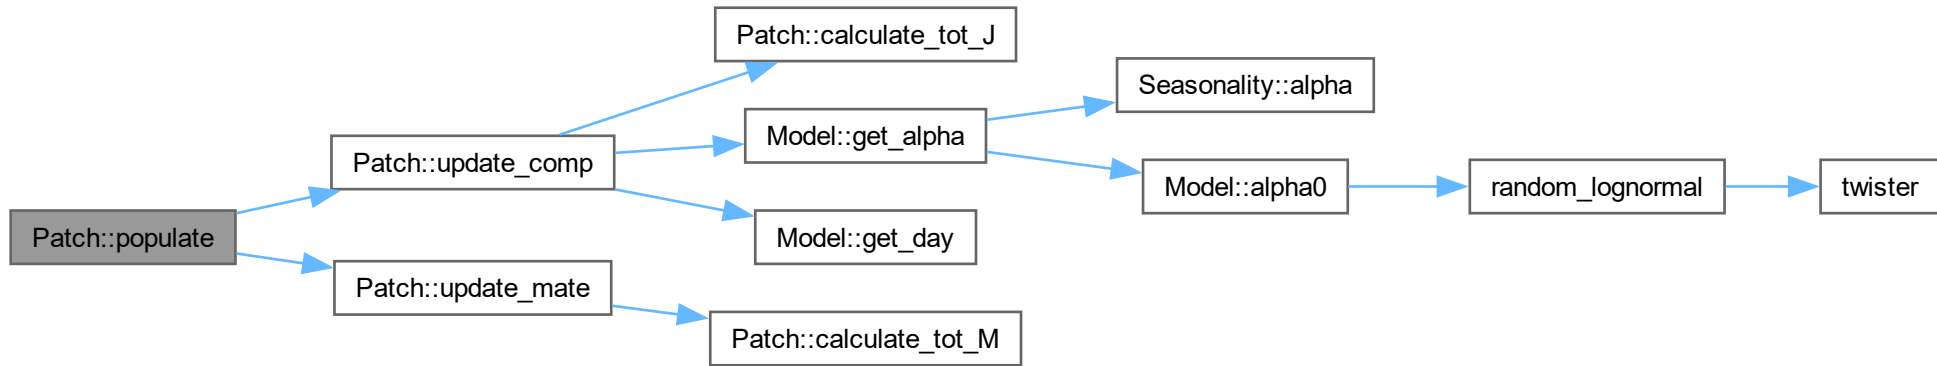 Patch::calculate_tot_J
Seasonality::alpha
Model::get_alpha
Patch::update_comp
Model::alpha0
random_lognormal
twister
Patch::populate
Model::get_day
Patch::update_mate
Patch::calculate_tot_M